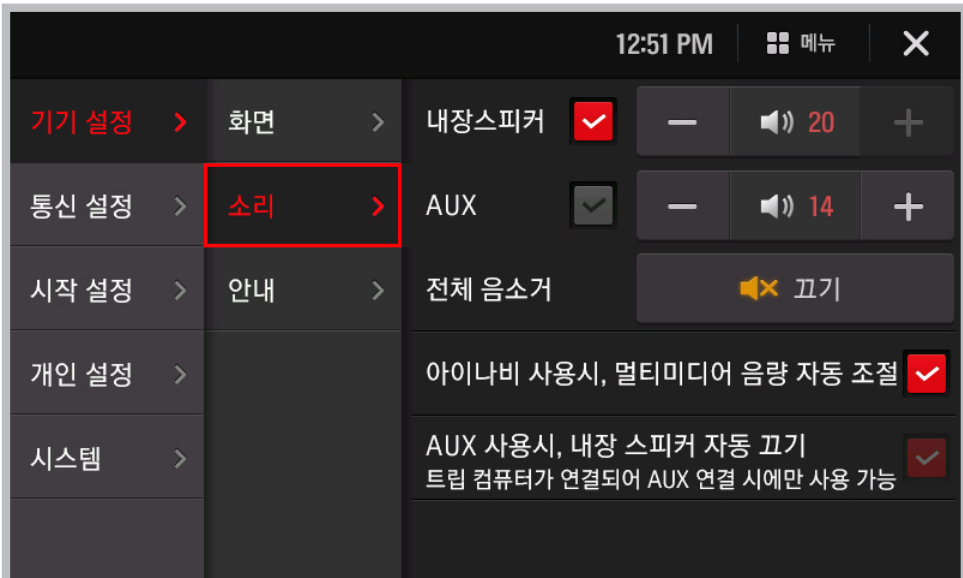 12:51 PM 메뉴
기기 설정
통신 설정
시작 설정
개인 설정
시스템
화면
소리
안내
내장스피커 20
AUX 14
전체 음소거 끄기
아이나비 사용시, 멀티미디어 음량 자동 조절
AUX 사용시, 내장 스피커 자동 끄기
트립 컴퓨터가 연결되어 AUX 연결 시에만 사용 가능